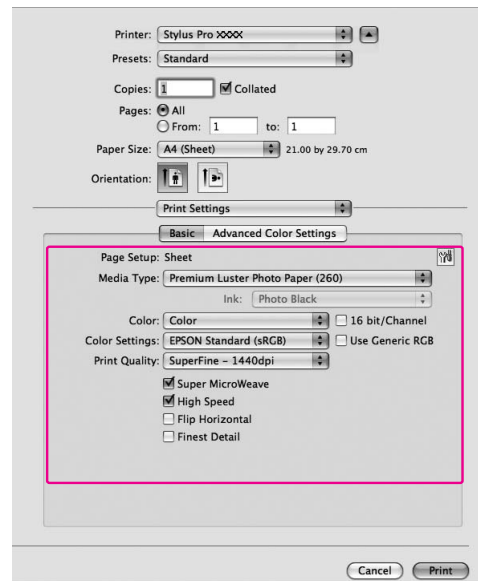 Printer: Stylus Pro XXXX
Presets: Standard
Copies: 1 Collated
Pages: All
From: 1 to: 1
Paper Size: A4 (Sheet) 21.00 by 29.70 cm
Orientation:
Print Settings
Basic Advanced Color Settings
Page Setup: Sheet
Media Type: Premium Luster Photo Paper (260)
Ink: Photo Black
Color: Color 16 bit/Channel
Color Settings: EPSON Standard (sRGB) Use Generic RGB
Print Quality: SuperFine – 1440dpi
Super MicroWeave
High Speed
Flip Horizontal
Finest Detail
Cancel Print